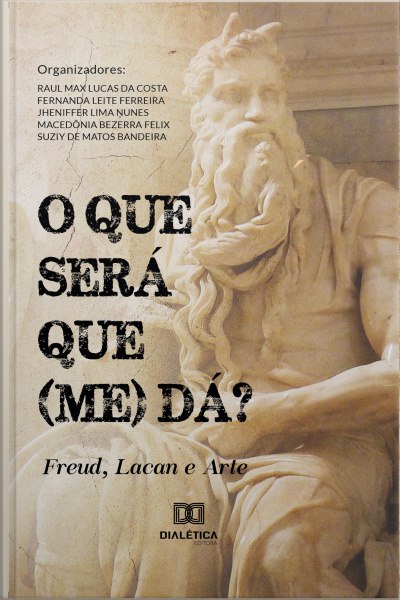 Organizadores:
RAUL MAX LUCAS DA COSTA
FERNANDA LEITE FERREIRA
JHENIFFER LIMA NUNES
MACEDÔNIA BEZERRA FELIX
SUZIY DE MATOS BANDEIRA
O QUE
SERÁ
QUE
(ME) DÁ?
Freud, Lacan e Arte
DIALÉTICA
EDITORA